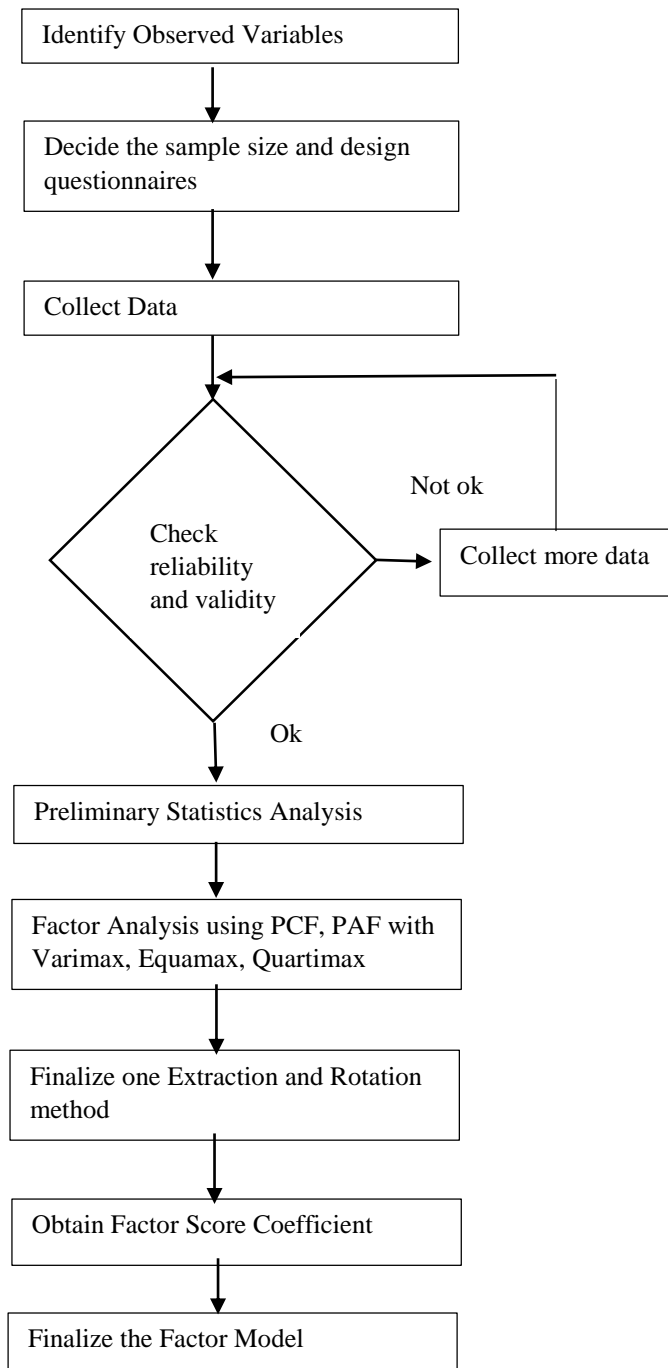 Identify Observed Variables
Decide the sample size and design
questionnaires
Collect Data
Not ok
Check
reliability
and validity
Collect more data
Ok
Preliminary Statistics Analysis
Factor Analysis using PCF, PAF with
Varimax, Equamax, Quartimax
Finalize one Extraction and Rotation
method
Obtain Factor Score Coefficient
Finalize the Factor Model